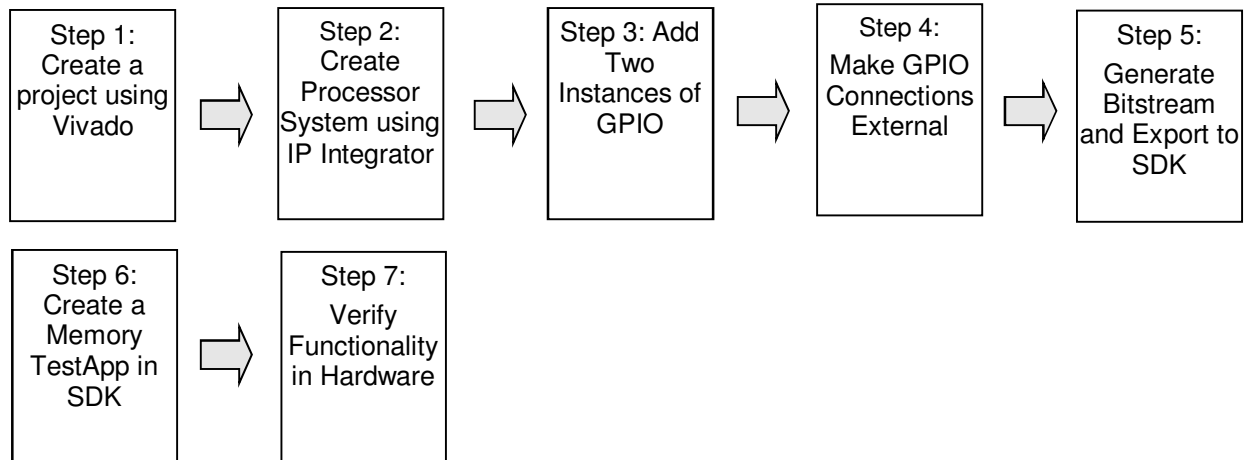 Step 1:
Create a
project using
Vivado
Step 2:
Create
Processor
System using
IP Integrator
Step 3: Add
Two
Instances of
GPIO
Step 4:
Make GPIO
Connections
External
Step 5:
Generate
Bitstream
and Export to
SDK
Step 6:
Create a
Memory
TestApp in
SDK
Step 7:
Verify
Functionality
in Hardware